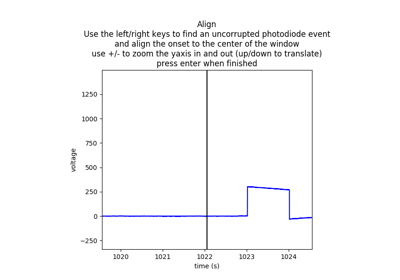 Align
Use the left/right keys to find an uncorrupted photodiode event
and align the onset to the center of the window
use +/- to zoom the yaxis in and out (up/down to translate)
press enter when finished
1250
1000
750
500
250
0
−250
voltage
1020
1021
1022
1023
1024
time (s)